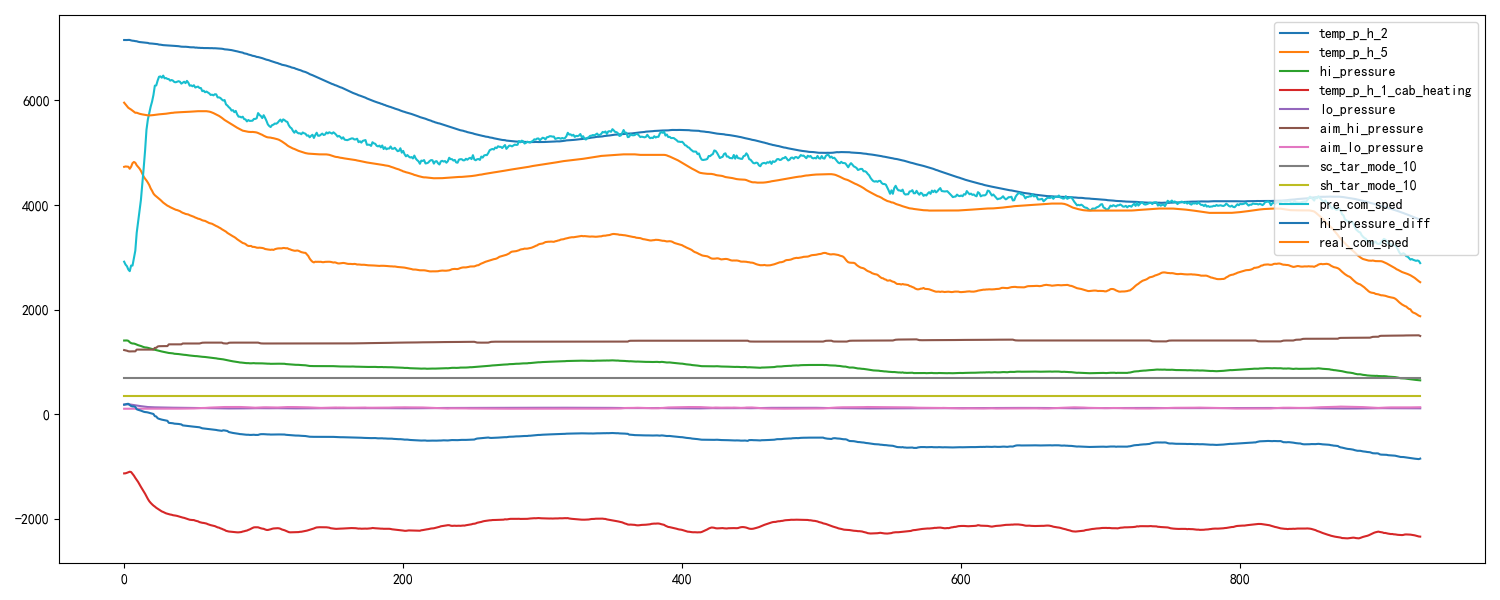 temp_p_h_2
temp_p_h_5
hi_pressure
temp_p_h_1_cab_heating
lo_pressure
aim_hi_pressure
aim_lo_pressure
sc_tar_mode_10
sh_tar_mode_10
pre_com_sped
hi_pressure_diff
real_com_sped
6000
4000
2000
0
−2000
0 200 400 600 800